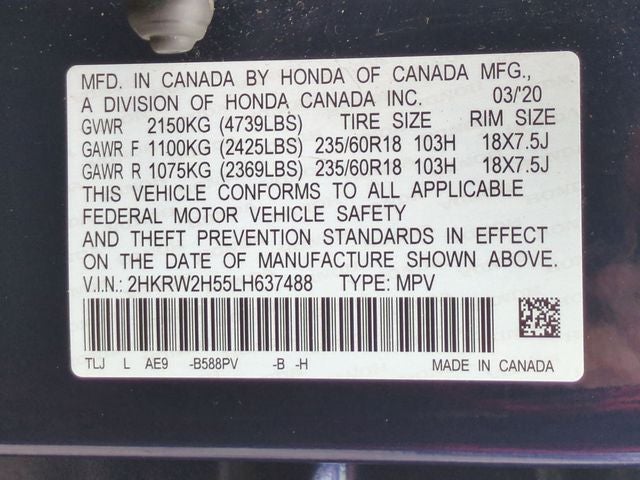 MFD. IN CANADA BY HONDA OF CANADA MFG.,
A DIVISION OF HONDA CANADA INC. 03/'20
GVWR 2150KG (4739LBS) TIRE SIZE RIM SIZE
GAWR F 1100KG (2425LBS) 235/60R18 103H 18X7.5J
GAWR R 1075KG (2369LBS) 235/60R18 103H 18X7.5J
THIS VEHICLE CONFORMS TO ALL APPLICABLE
FEDERAL MOTOR VEHICLE SAFETY
AND THEFT PREVENTION STANDARDS IN EFFECT
ON THE DATE OF MANUFACTURE SHOWN ABOVE.
V.I.N.: 2HKRW2H55LH637488 TYPE: MPV
TLJ L AE9 -B588PV -B -H MADE IN CANADA